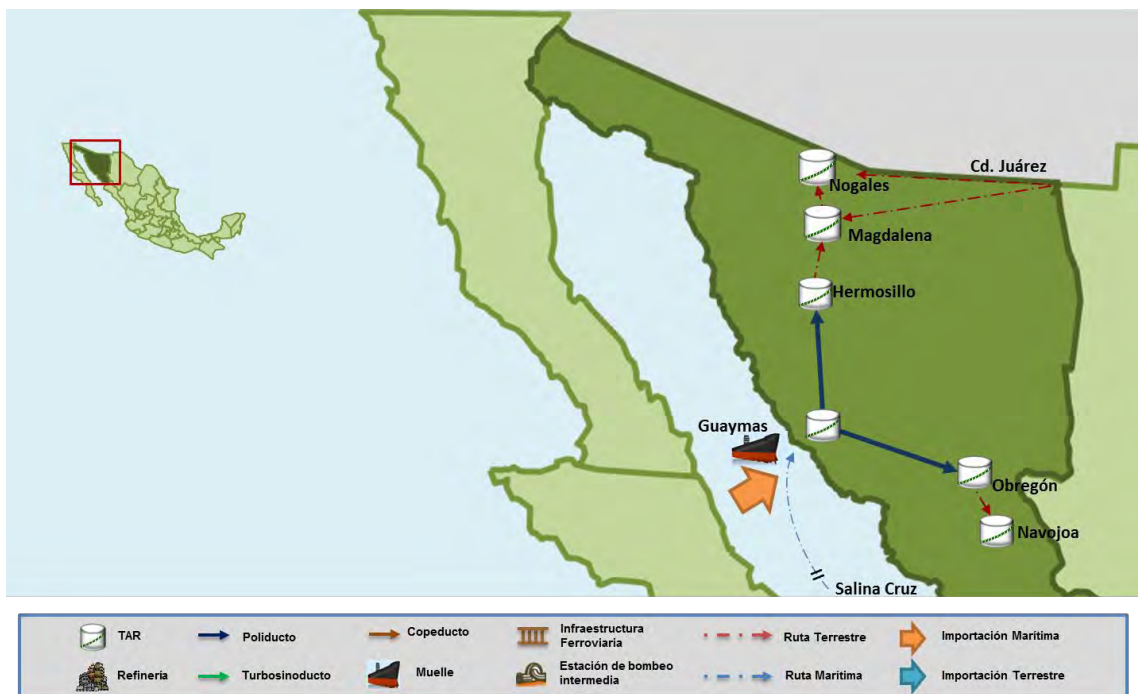 Cd. Juárez
Nogales
Magdalena
Hermosillo
Guaymas
Obregón
Navojoa
Salina Cruz
TAR
Poliducto
Copeducto
Infraestructura
Ferroviaria
Ruta Terrestre
Importación Marítima
Refinería
Turbosinoducto
Muelle
Estación de bombeo
intermedia
Ruta Marítima
Importación Terrestre